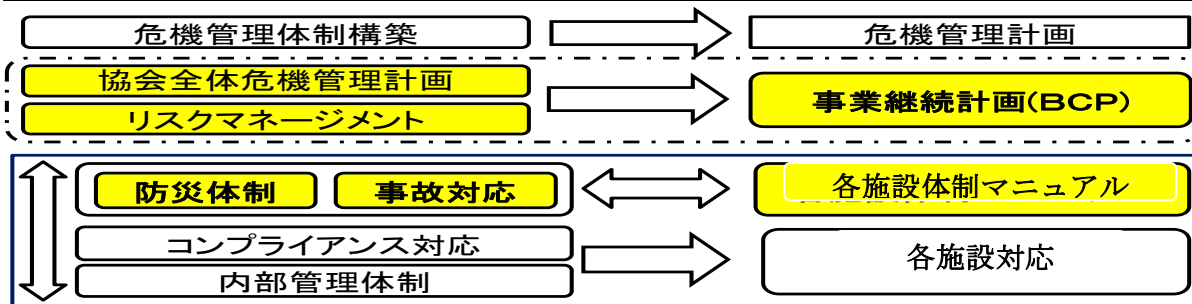 危機管理体制構築
危機管理計画
協会全体危機管理計画
リスクマネージメント
事業継続計画(BCP)
防災体制
事故対応
各施設体制マニュアル
コンプライアンス対応
内部管理体制
各施設対応